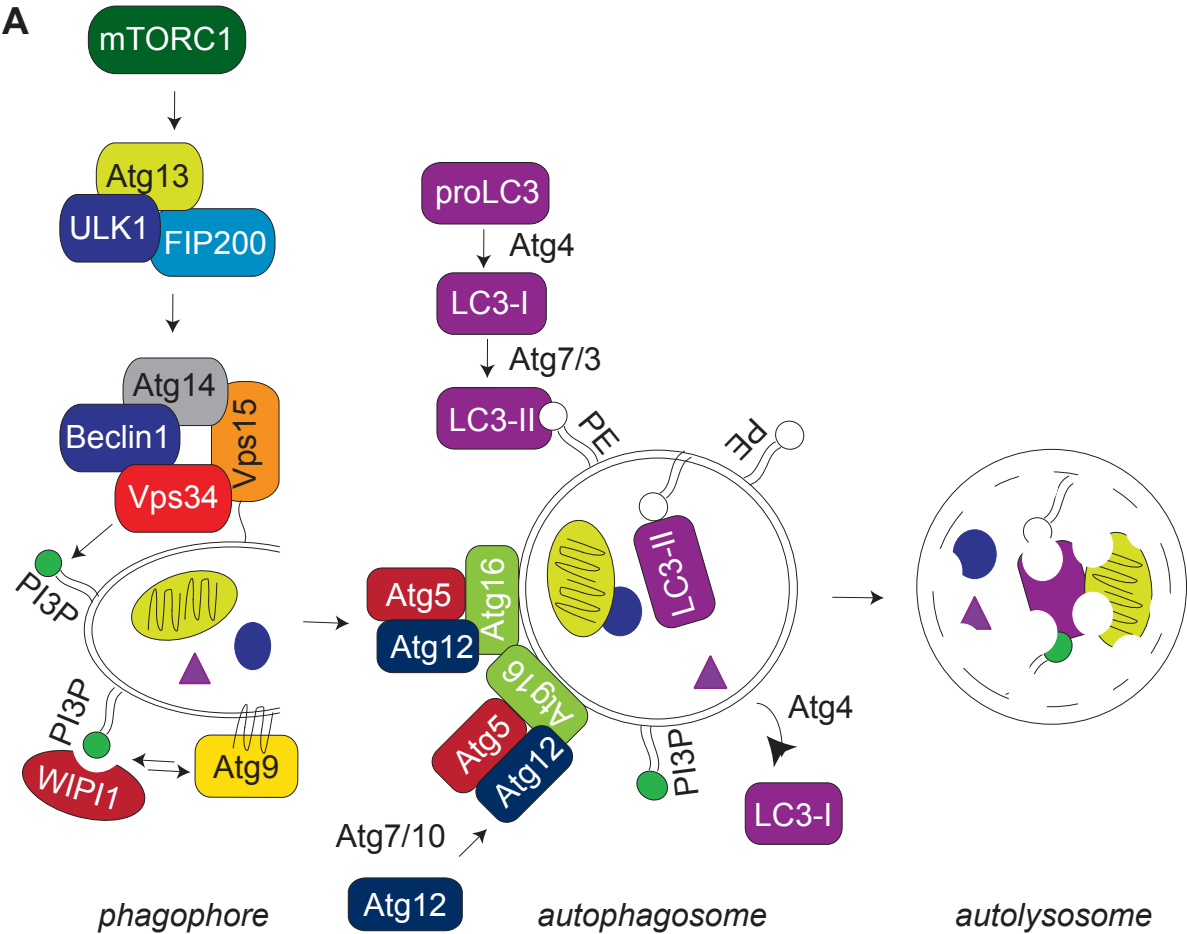 A
mTORC1
Atg13
ULK1
FIP200
Atg14
Beclin1
Vps15
Vps34
PI3P
PI3P
WIPI1
Atg9
phagophore
proLC3
Atg4
LC3-I
Atg7/3
LC3-II
PE
PE
LC3-II
Atg5
Atg12
Atg16
Atg16
Atg5
Atg12
PI3P
Atg4
LC3-I
Atg7/10
Atg12
autophagosome
autolysosome